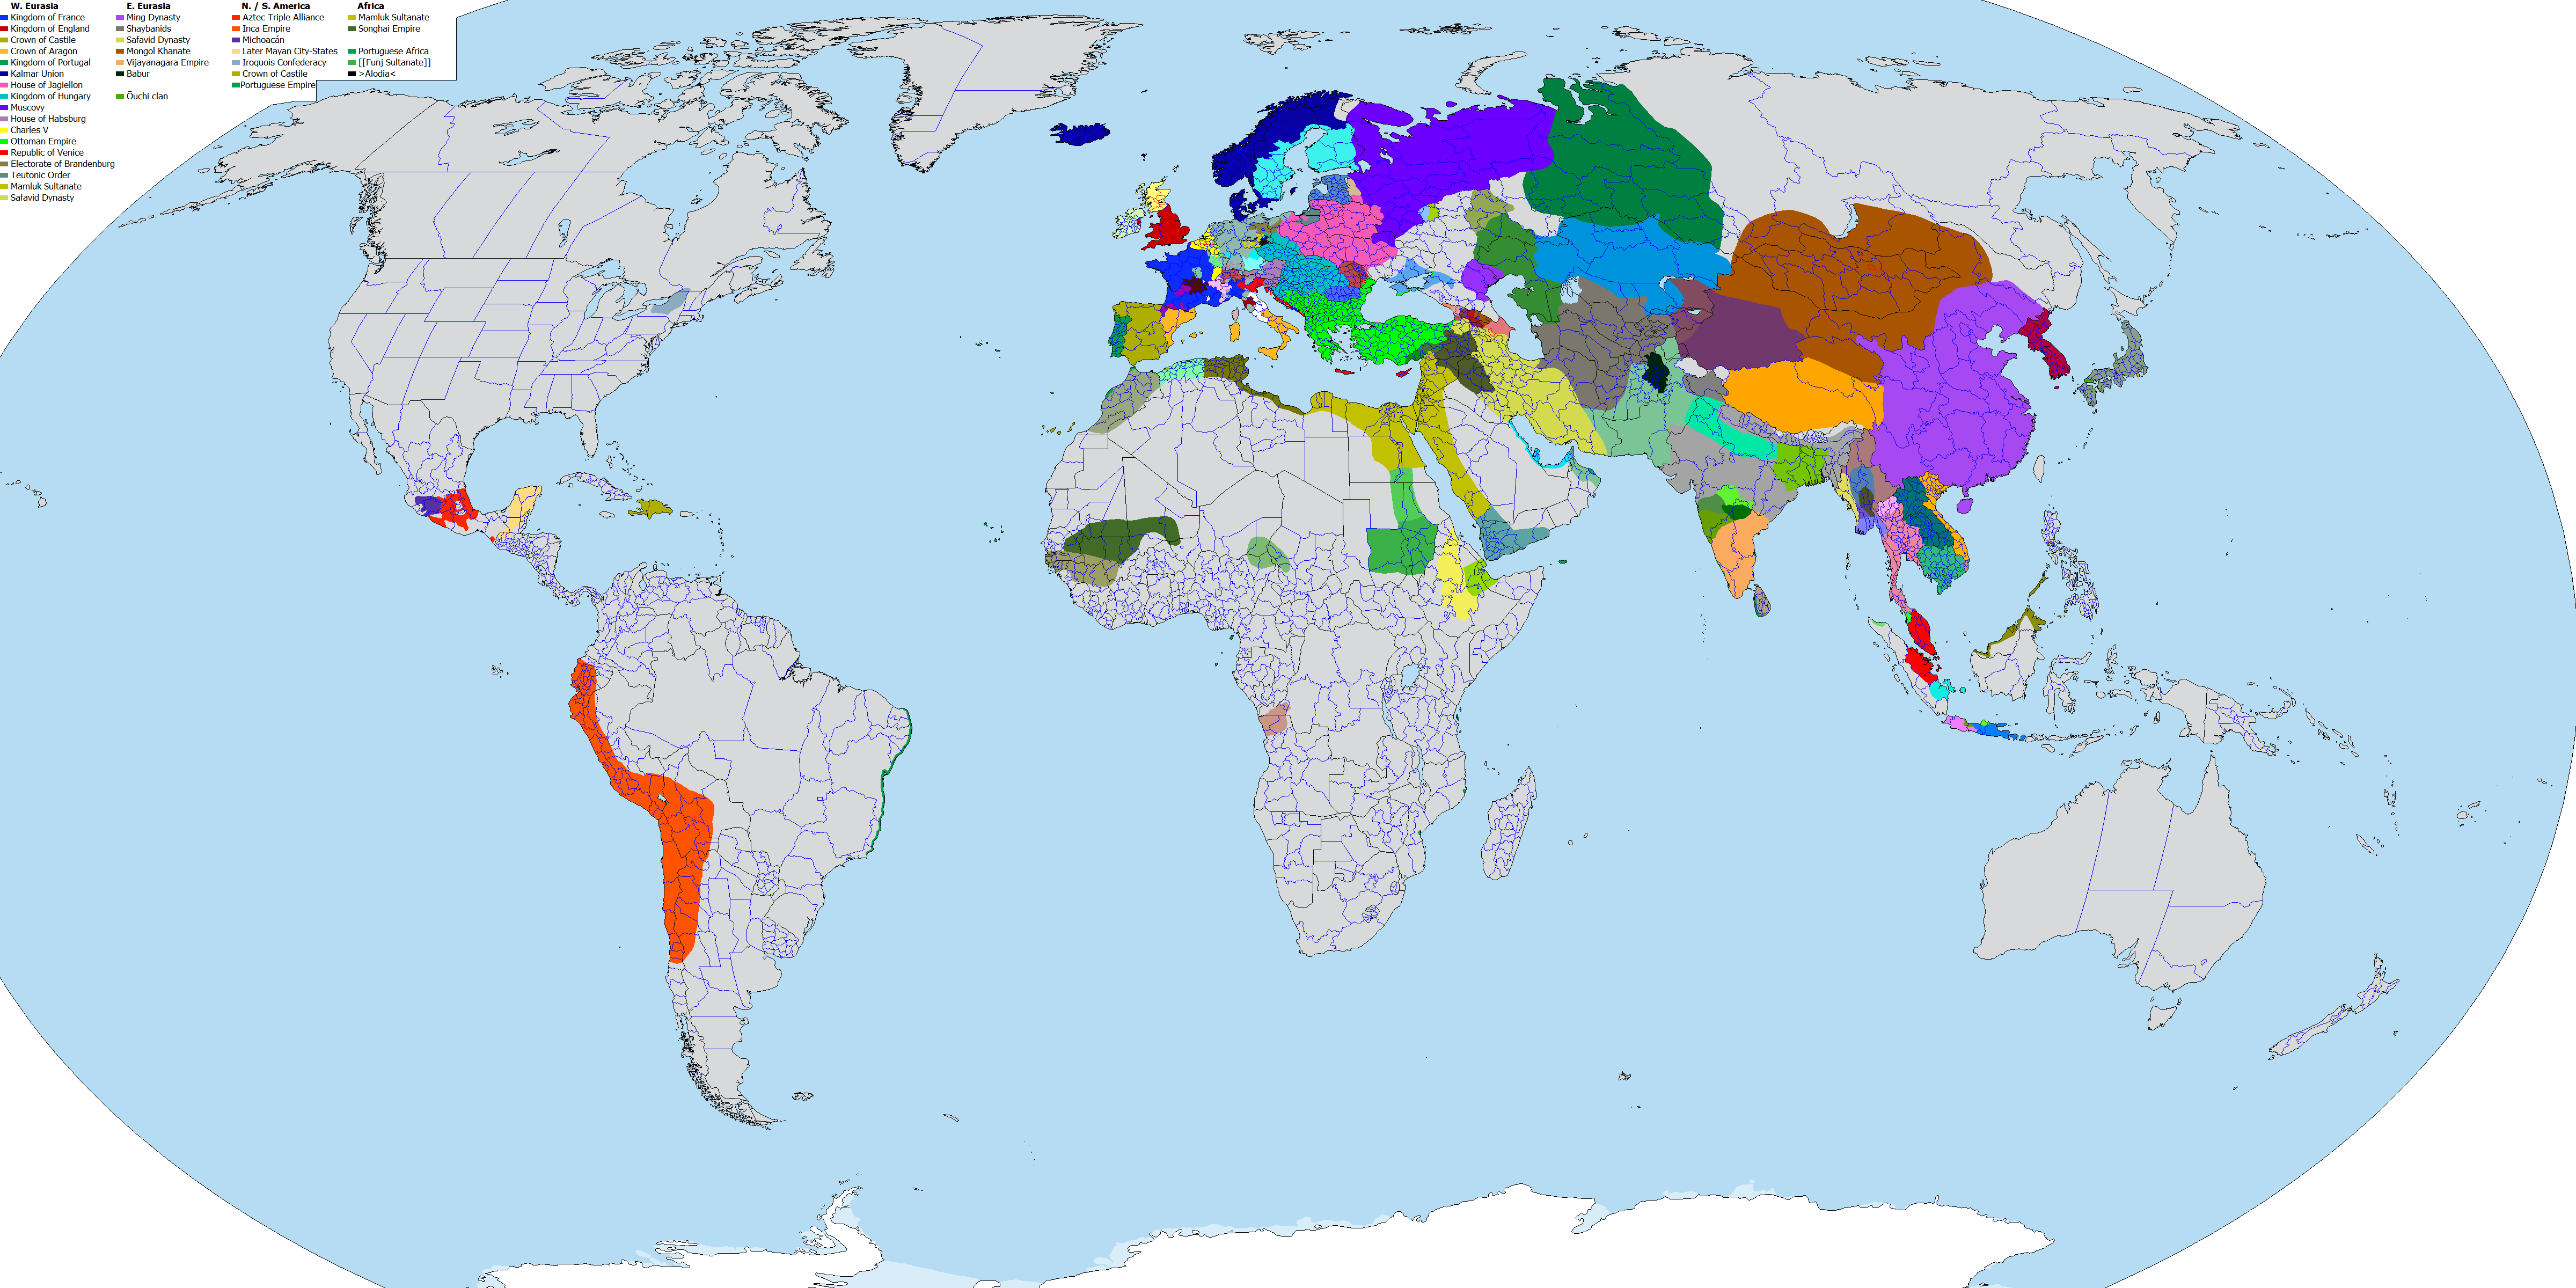 W. Eurasia
Kingdom of France
Kingdom of England
Crown of Castile
Crown of Aragon
Kingdom of Portugal
Kalmar Union
House of Jagiellon
Kingdom of Hungary
Muscovy
House of Habsburg
Charles V
Ottoman Empire
Republic of Venice
Electorate of Brandenburg
Teutonic Order
Mamluk Sultanate
Safavid Dynasty
E. Eurasia
Ming Dynasty
Shaybanids
Safavid Dynasty
Mongol Khanate
Vijayanagara Empire
Babur
Ōuchi clan
N. / S. America
Aztec Triple Alliance
Inca Empire
Michoacán
Later Mayan City-States
Iroquois Confederacy
Crown of Castile
Portuguese Empire
Africa
Mamluk Sultanate
Songhai Empire
Portuguese Africa
[[Funj Sultanate]]
>Alodia<